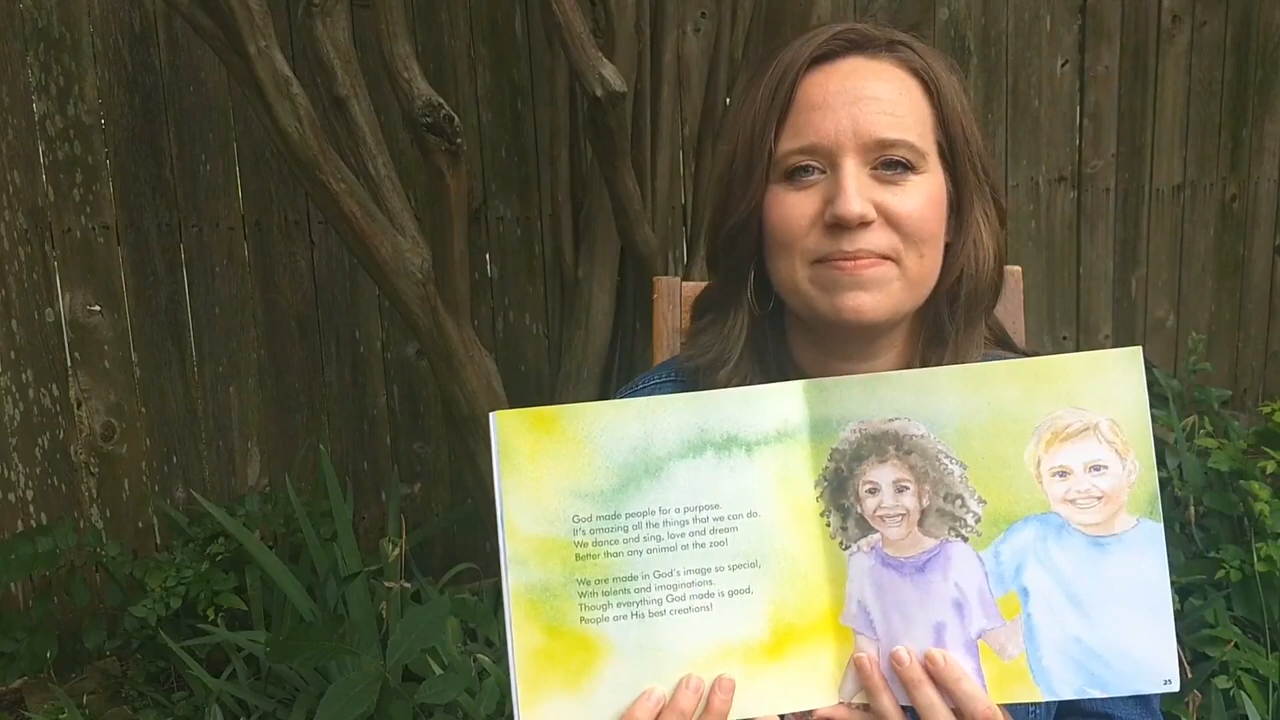 God made people for a purpose.
It's amazing all the things that we can do.
We dance and sing, love and dream
Better than any animal at the zoo!
We are made in God's image so special,
With talents and imaginations.
Though everything God made is good,
People are His best creations!
25